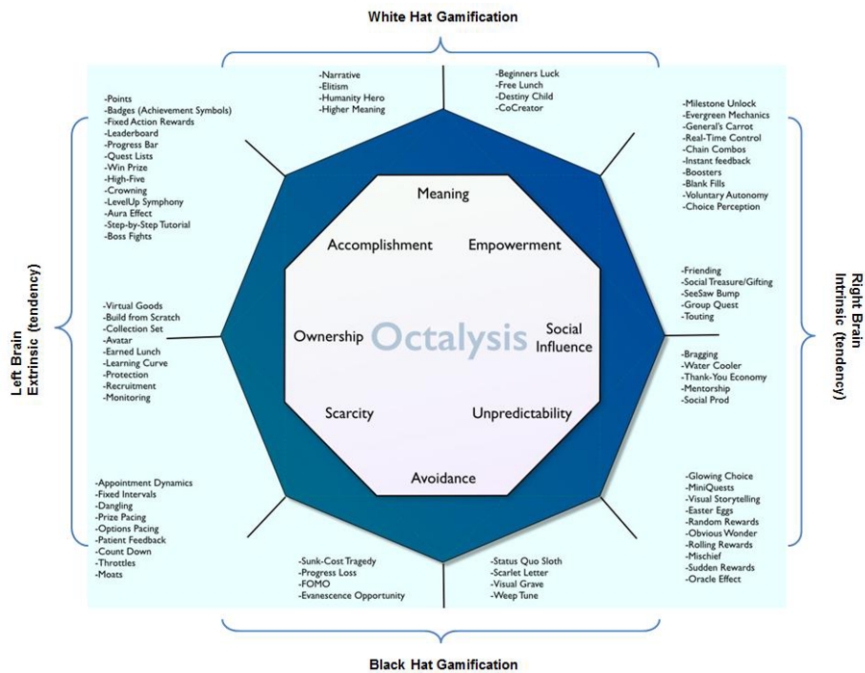 White Hat Gamification
-Narrative
-Elitism
-Humanity Hero
-Higher Meaning
-Beginners Luck
-Free Lunch
-Destiny Child
-CoCreator
-Points
-Badges (Achievement Symbols)
-Fixed Action Rewards
-Leaderboard
-Progress Bar
-Quest Lists
-Win Prize
-High-Five
-Crowning
-LevelUp Symphony
-Aura Effect
-Step-by-Step Tutorial
-Boss Fights
-Milestone Unlock
-Evergreen Mechanics
-General's Carrot
-Real-Time Control
-Chain Combos
-Instant feedback
-Boosters
-Blank Fills
-Voluntary Autonomy
-Choice Perception
Meaning
Accomplishment
Empowerment
Left Brain
Extrinsic (tendency)
-Virtual Goods
-Build from Scratch
-Collection Set
-Avatar
-Earned Lunch
-Learning Curve
-Protection
-Recruitment
-Monitoring
Ownership
Octalysis
Social
Influence
-Friending
-Social Treasure/Gifting
-SeeSaw Bump
-Group Quest
-Touting
-Bragging
-Water Cooler
-Thank-You Economy
-Mentorship
-Social Prod
Right Brain
Intrinsic (tendency)
Scarcity
Unpredictability
Avoidance
-Appointment Dynamics
-Fixed Intervals
-Dangling
-Prize Pacing
-Options Pacing
-Patient Feedback
-Count Down
-Throttles
-Moats
-Sunk-Cost Tragedy
-Progress Loss
-FOMO
-Evanescence Opportunity
-Status Quo Sloth
-Scarlet Letter
-Visual Grave
-Weep Tune
-Glowing Choice
-MiniQuests
-Visual Storytelling
-Easter Eggs
-Random Rewards
-Obvious Wonder
-Rolling Rewards
-Mischief
-Sudden Rewards
-Oracle Effect
Black Hat Gamification